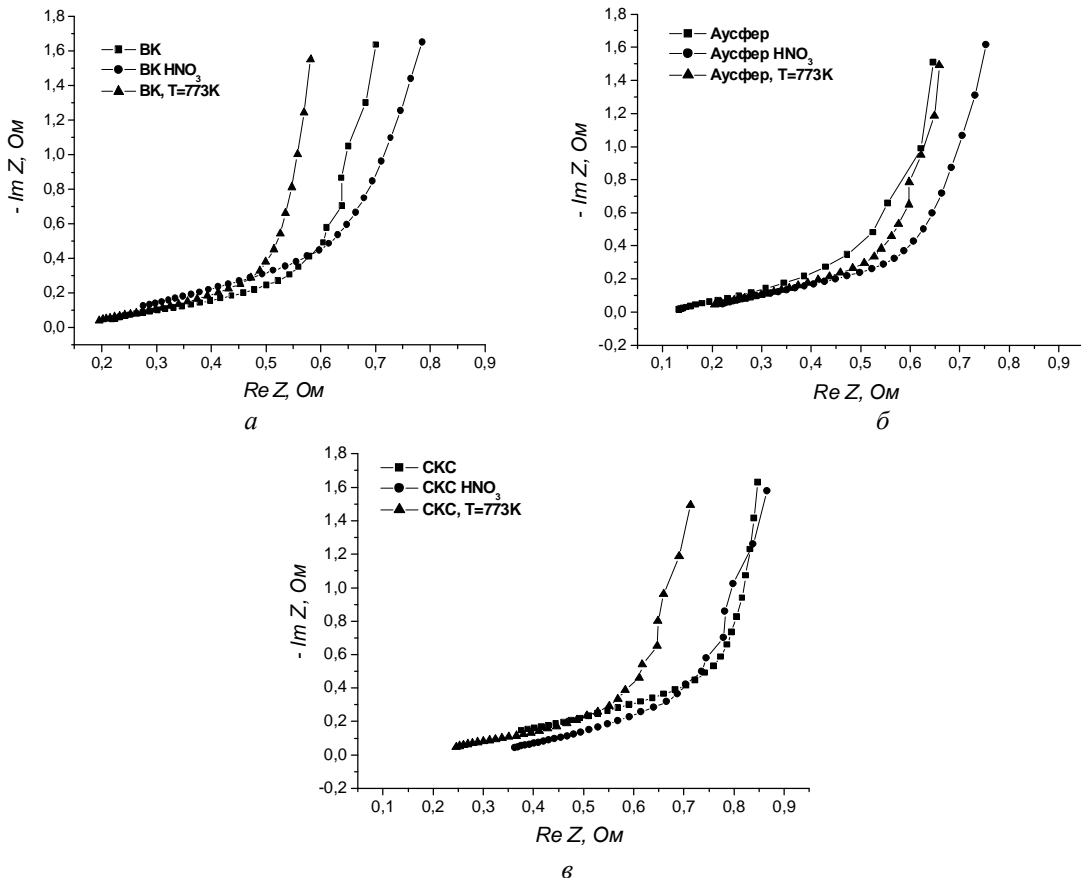 1,8
1,6
1,4
1,2
1,0
0,8
0,6
0,4
0,2
0,0
- Im Z, Ом
ВК
ВК HNO3
ВК, T=773K
0,2 0,3 0,4 0,5 0,6 0,7 0,8 0,9
Re Z, Ом
а
1,8
1,6
1,4
1,2
1,0
0,8
0,6
0,4
0,2
0,0
-0,2
- Im Z, Ом
Аусфер
Аусфер HNO3
Аусфер, T=773K
0,1 0,2 0,3 0,4 0,5 0,6 0,7 0,8 0,9
Re Z, Ом
б
1,8
1,6
1,4
1,2
1,0
0,8
0,6
0,4
0,2
0,0
-0,2
- Im Z, Ом
СКС
СКС HNO3
СКС, T=773K
0,1 0,2 0,3 0,4 0,5 0,6 0,7 0,8 0,9
Re Z, Ом
в